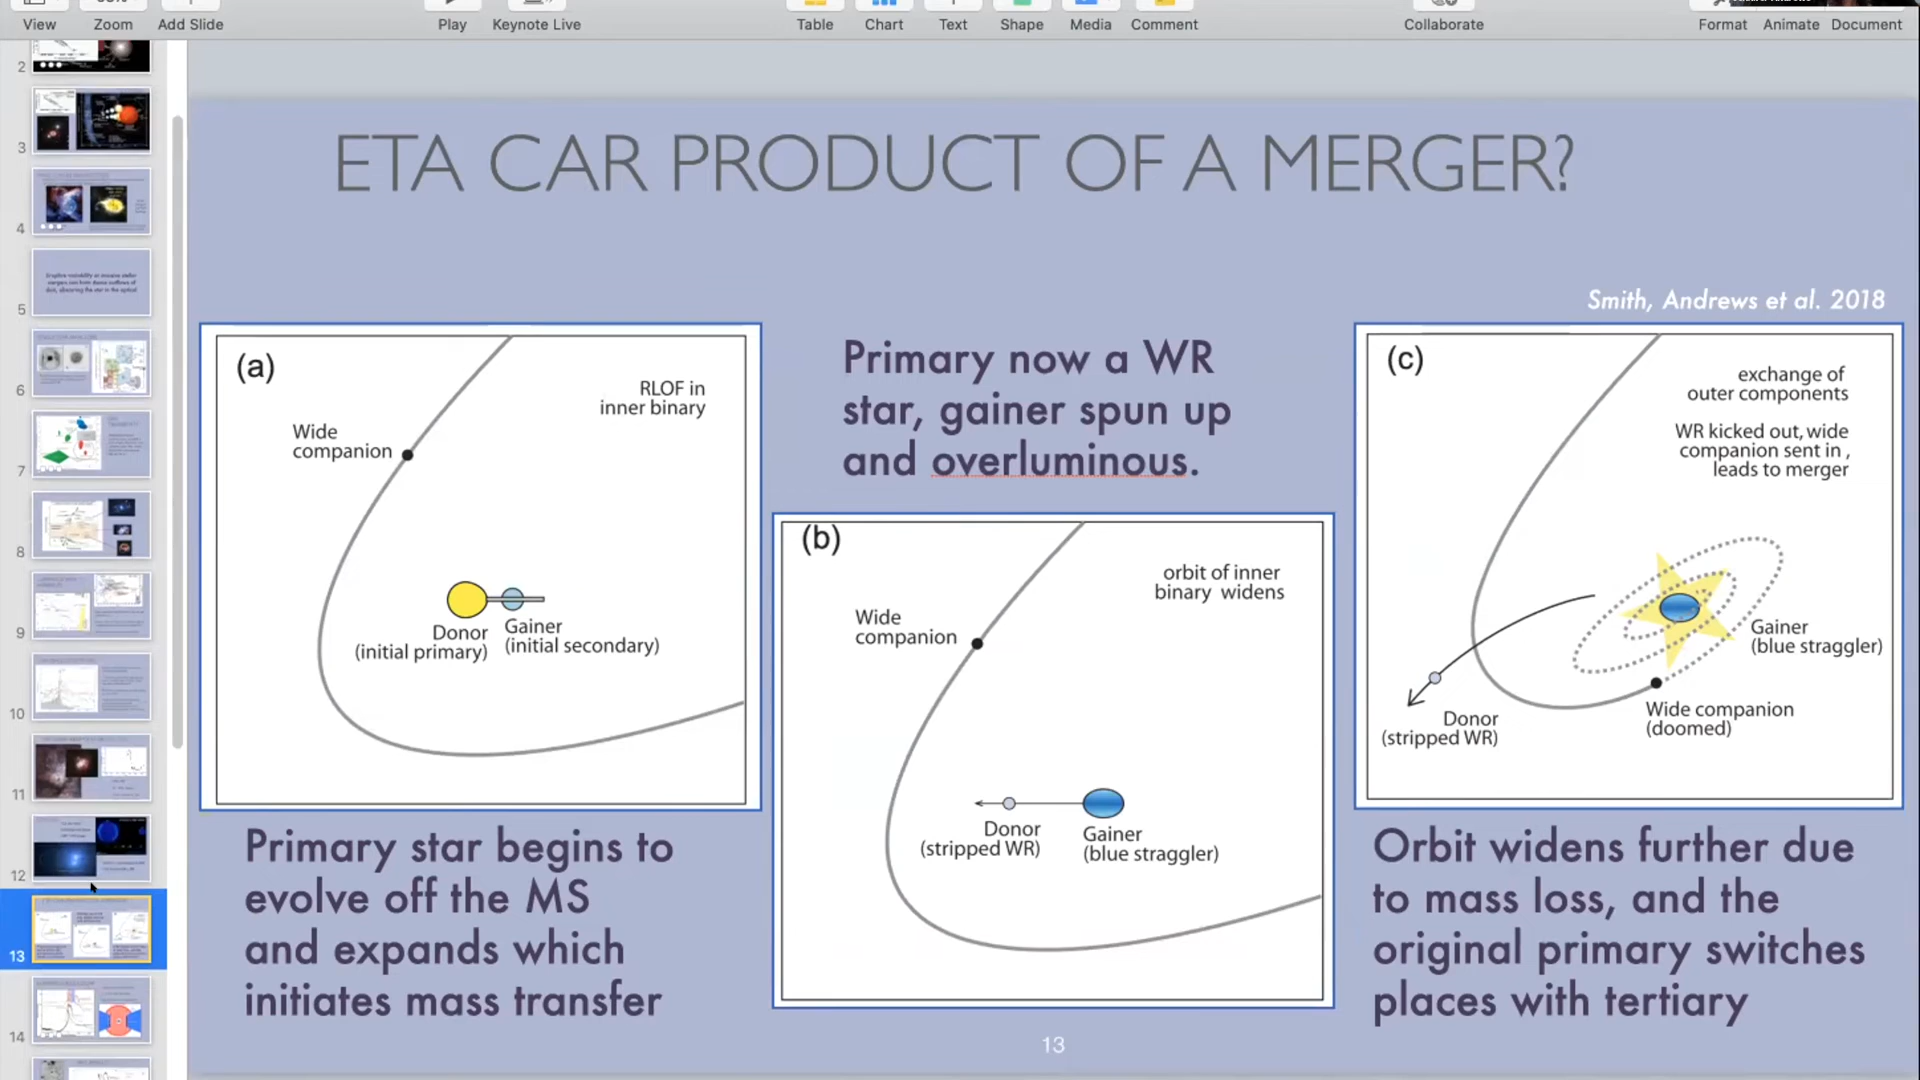 View
Zoom
Add Slide
Play
Keynote Live
Table
Chart
Text
Shape
Media
Comment
Collaborate
Format
Animate
Document
2
3
4
5
6
7
8
9
10
11
12
13
14
ETA CAR PRODUCT OF A MERGER?
Smith, Andrews et al. 2018
(a)
RLOF in
inner binary
Wide
companion
Donor
(initial primary)
Gainer
(initial secondary)
Primary star begins to
evolve off the MS
and expands which
initiates mass transfer
Primary now a WR
star, gainer spun up
and overluminous.
(b)
orbit of inner
binary widens
Wide
companion
Donor
(stripped WR)
Gainer
(blue straggler)
(c)
exchange of
outer components
WR kicked out, wide
companion sent in ,
leads to merger
Gainer
(blue straggler)
Donor
(stripped WR)
Wide companion
(doomed)
Orbit widens further due
to mass loss, and the
original primary switches
places with tertiary
13